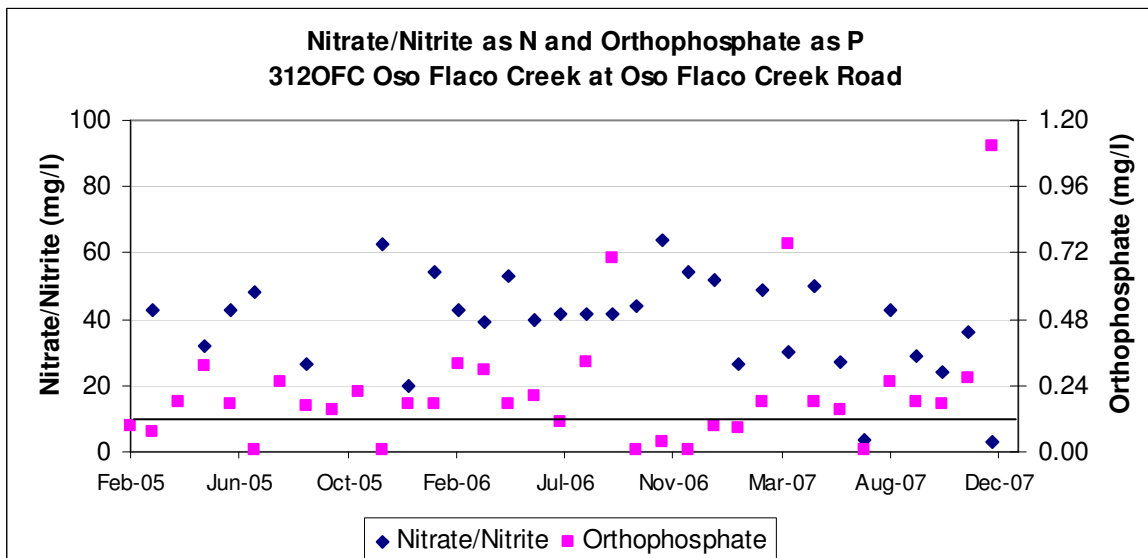 Nitrate/Nitrite as N and Orthophosphate as P
312OFC Oso Flaco Creek at Oso Flaco Creek Road
Nitrate/Nitrite (mg/l)
100
80
60
40
20
0
Orthophosphate (mg/l)
1.20
0.96
0.72
0.48
0.24
0.00
Feb-05 Jun-05 Oct-05 Feb-06 Jul-06 Nov-06 Mar-07 Aug-07 Dec-07
Nitrate/Nitrite Orthophosphate